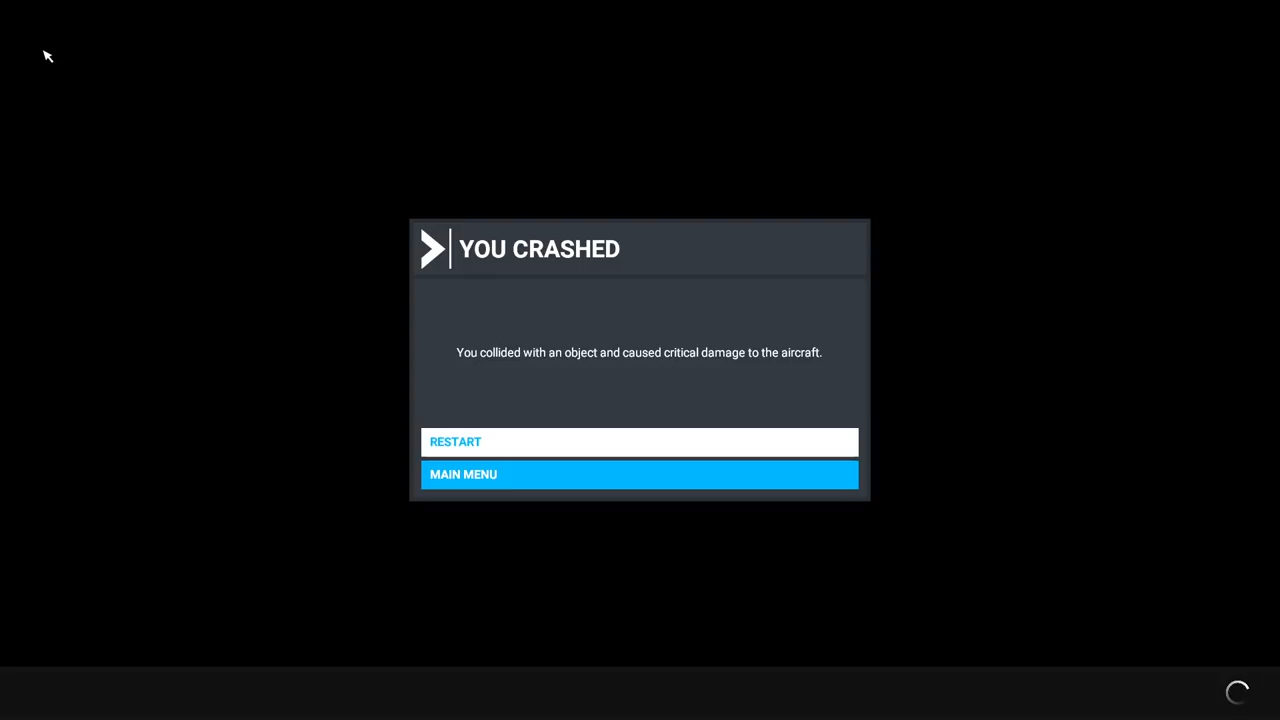 YOU CRASHED
You collided with an object and caused critical damage to the aircraft.
RESTART
MAIN MENU